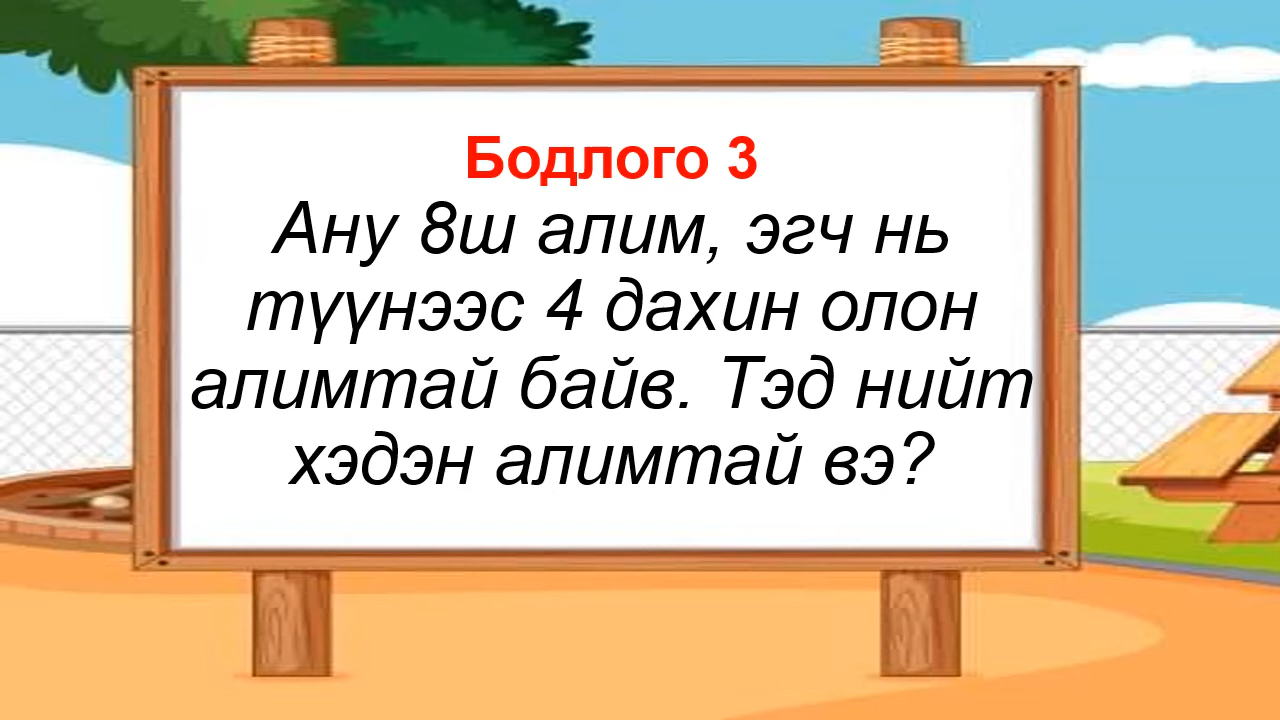 Бодлого 3
Ану 8ш алим, эгч нь
түүнээс 4 дахин олон
алимтай байв. Тэд нийт
хэдэн алимтай вэ?